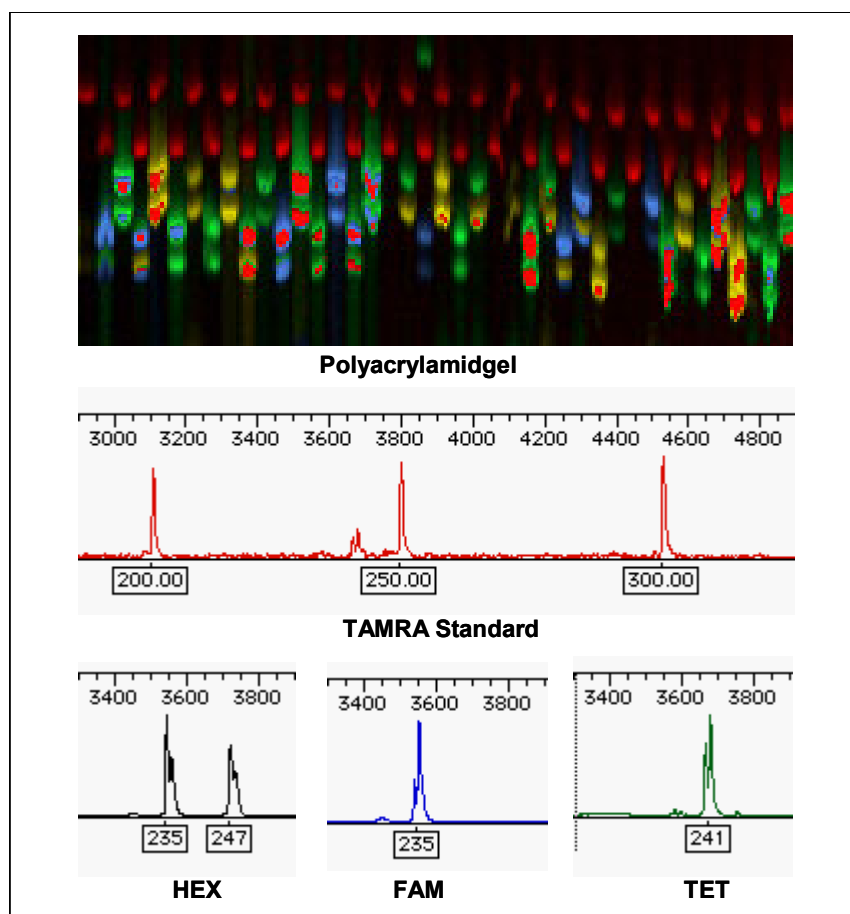 Polyacrylamidgel
3000 3200 3400 3600 3800 4000 4200 4400 4600 4800
200.00 250.00 300.00
TAMRA Standard
3400 3600 3800 3400 3600 3800 3400 3600 3800
235 247 235 241
HEX FAM TET